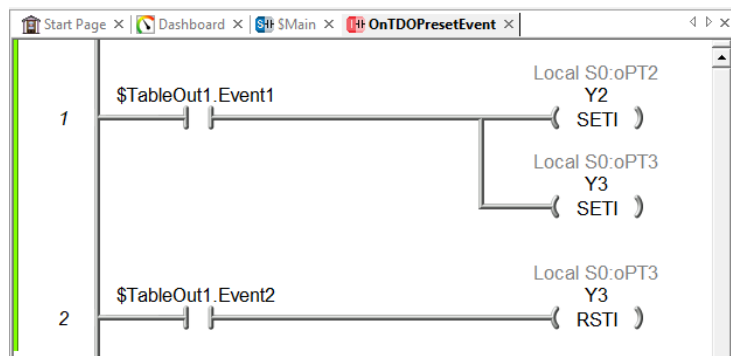 Start Page
Dashboard
$Main
OnTDOPresetEvent
Local S0:oPT2
$TableOut1.Event1
Y2
1
SETI
Local S0:oPT3
Y3
SETI
Local S0:oPT3
$TableOut1.Event2
Y3
2
RSTI